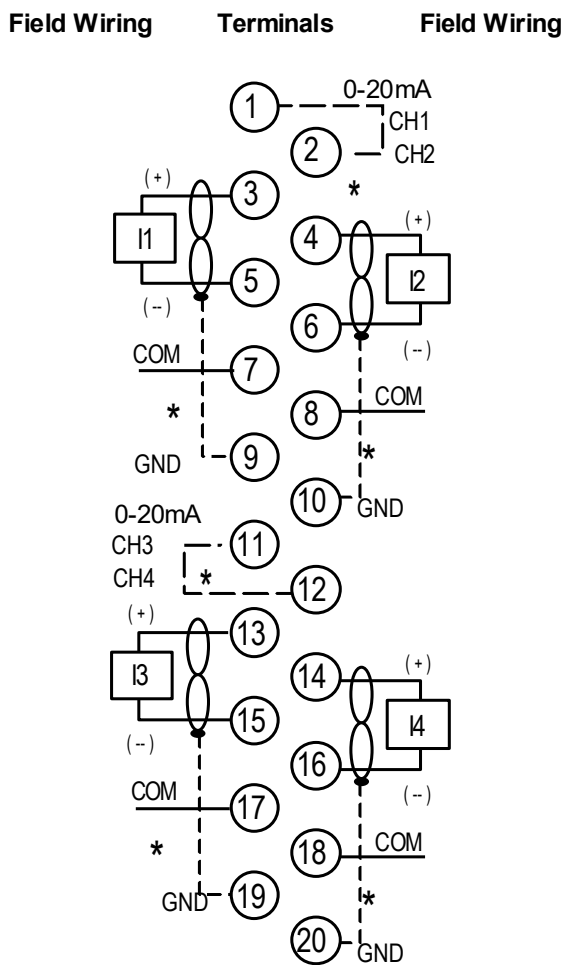 Field Wiring Terminals Field Wiring
1 0-20mA
CH1
2 CH2
*
(+) 3
4 (+)
I1
I2
5
(--) 6
(--)
COM 7
8 COM
*
*
GND 9
10 GND
0-20mA
CH3 11
CH4 * 12
(+) 13
14 (+)
I3
15
I4
(--) 16
(--)
COM 17
18 COM
*
*
GND 19
20 GND